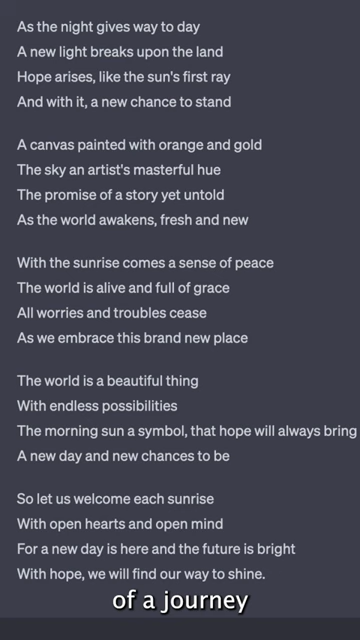 As the night gives way to day
A new light breaks upon the land
Hope arises, like the sun's first ray
And with it, a new chance to stand
A canvas painted with orange and gold
The sky an artist's masterful hue
The promise of a story yet untold
As the world awakens, fresh and new
With the sunrise comes a sense of peace
The world is alive and full of grace
All worries and troubles cease
As we embrace this brand new place
The world is a beautiful thing
With endless possibilities
The morning sun a symbol, that hope will always bring
A new day and new chances to be
So let us welcome each sunrise
With open hearts and open mind
For a new day is here and the future is bright
With hope, we will find our way to shine.
of a journey